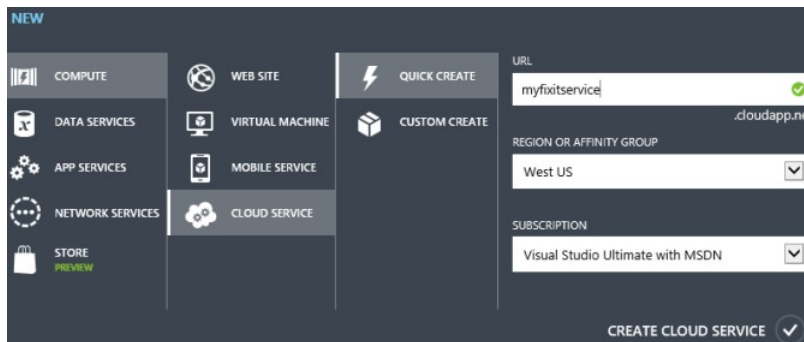 NEW
COMPUTE
DATA SERVICES
APP SERVICES
NETWORK SERVICES
STORE
PREVIEW
WEB SITE
VIRTUAL MACHINE
MOBILE SERVICE
CLOUD SERVICE
QUICK CREATE
CUSTOM CREATE
URL
myfixitservice
.cloudapp.ne
REGION OR AFFINITY GROUP
West US
SUBSCRIPTION
Visual Studio Ultimate with MSDN
CREATE CLOUD SERVICE